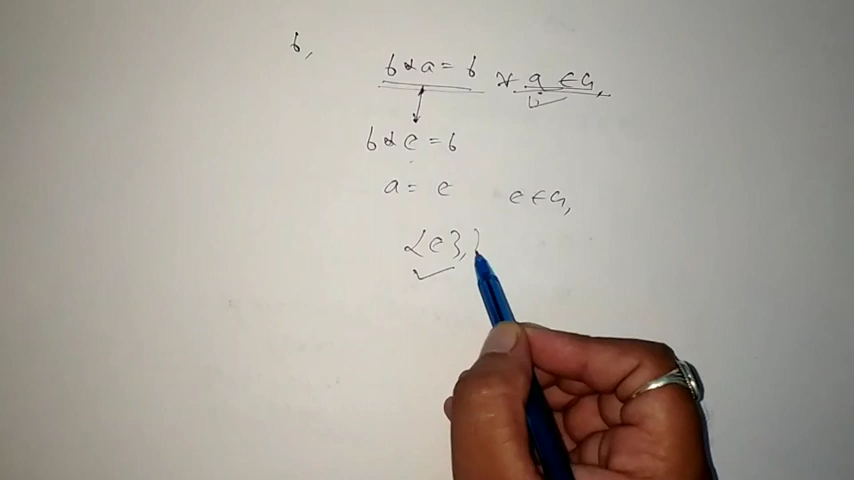 b,
b * a = b ∀ a ∈ G,
b * e = b
a = e e ∈ G,
{e},